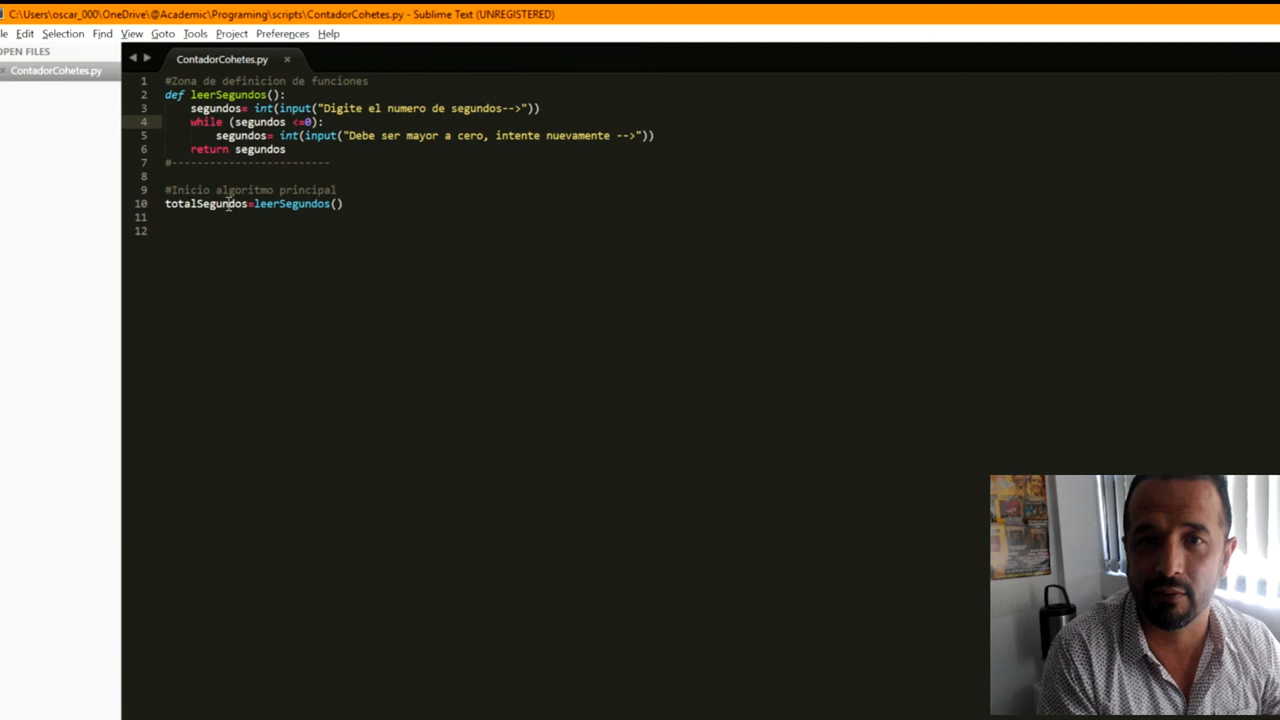 C:\Users\oscar_000\OneDrive\@Academic\Programing\scripts\ContadorCohetes.py - Sublime Text (UNREGISTERED)
le Edit Selection Find View Goto Tools Project Preferences Help
OPEN FILES
ContadorCohetes.py
ContadorCohetes.py
1 #Zona de definicion de funciones
2 def leerSegundos():
3 segundos= int(input("Digite el numero de segundos-->"))
4 while (segundos <=0):
5 segundos= int(input("Debe ser mayor a cero, intente nuevamente -->"))
6 return segundos
7 #-------------------------
8
9 #Inicio algoritmo principal
10 totalSegundos=leerSegundos()
11
12